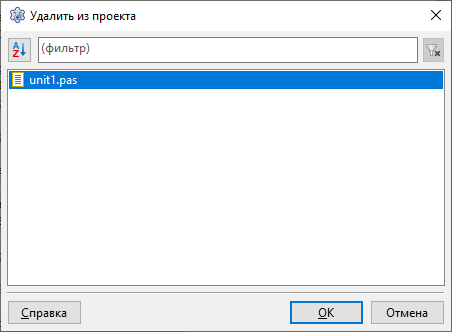 Удалить из проекта
A
Z
(фильтр)
unit1.pas
Справка
OK
Отмена